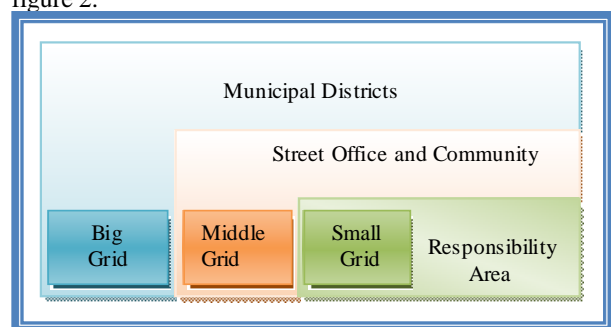 figure 2.
Municipal Districts
Street Office and Community
Big
Grid
Middle
Grid
Small
Grid
Responsibility
Area